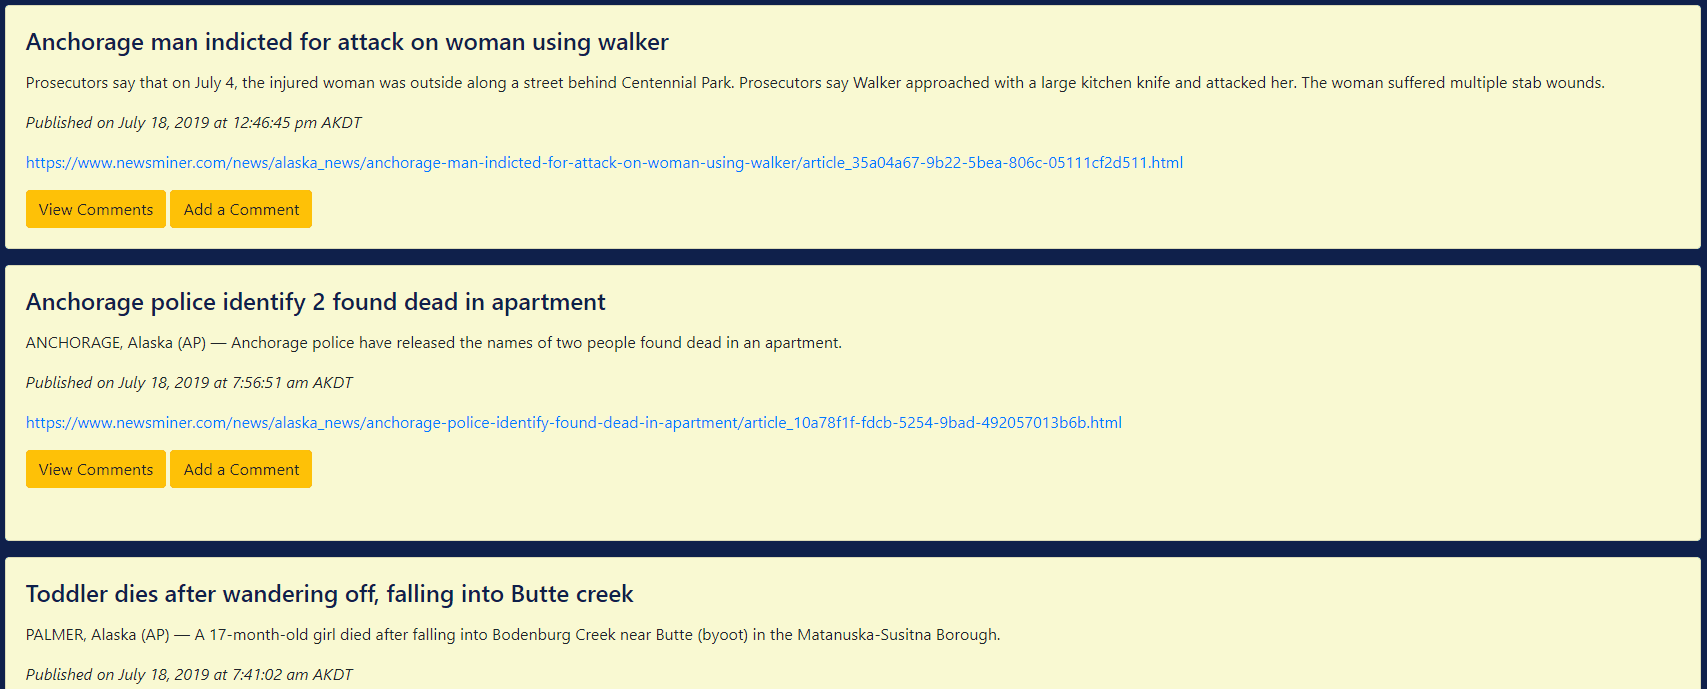 Anchorage man indicted for attack on woman using walker
Prosecutors say that on July 4, the injured woman was outside along a street behind Centennial Park. Prosecutors say Walker approached with a large kitchen knife and attacked her. The woman suffered multiple stab wounds.
Published on July 18, 2019 at 12:46:45 pm AKDT
https://www.newsminer.com/news/alaska_news/anchorage-man-indicted-for-attack-on-woman-using-walker/article_35a04a67-9b22-5bea-806c-05111cf2d511.html
View Comments Add a Comment
Anchorage police identify 2 found dead in apartment
ANCHORAGE, Alaska (AP) — Anchorage police have released the names of two people found dead in an apartment.
Published on July 18, 2019 at 7:56:51 am AKDT
https://www.newsminer.com/news/alaska_news/anchorage-police-identify-found-dead-in-apartment/article_10a78f1f-fdcb-5254-9bad-492057013b6b.html
View Comments Add a Comment
Toddler dies after wandering off, falling into Butte creek
PALMER, Alaska (AP) — A 17-month-old girl died after falling into Bodenburg Creek near Butte (byoot) in the Matanuska-Susitna Borough.
Published on July 18, 2019 at 7:41:02 am AKDT